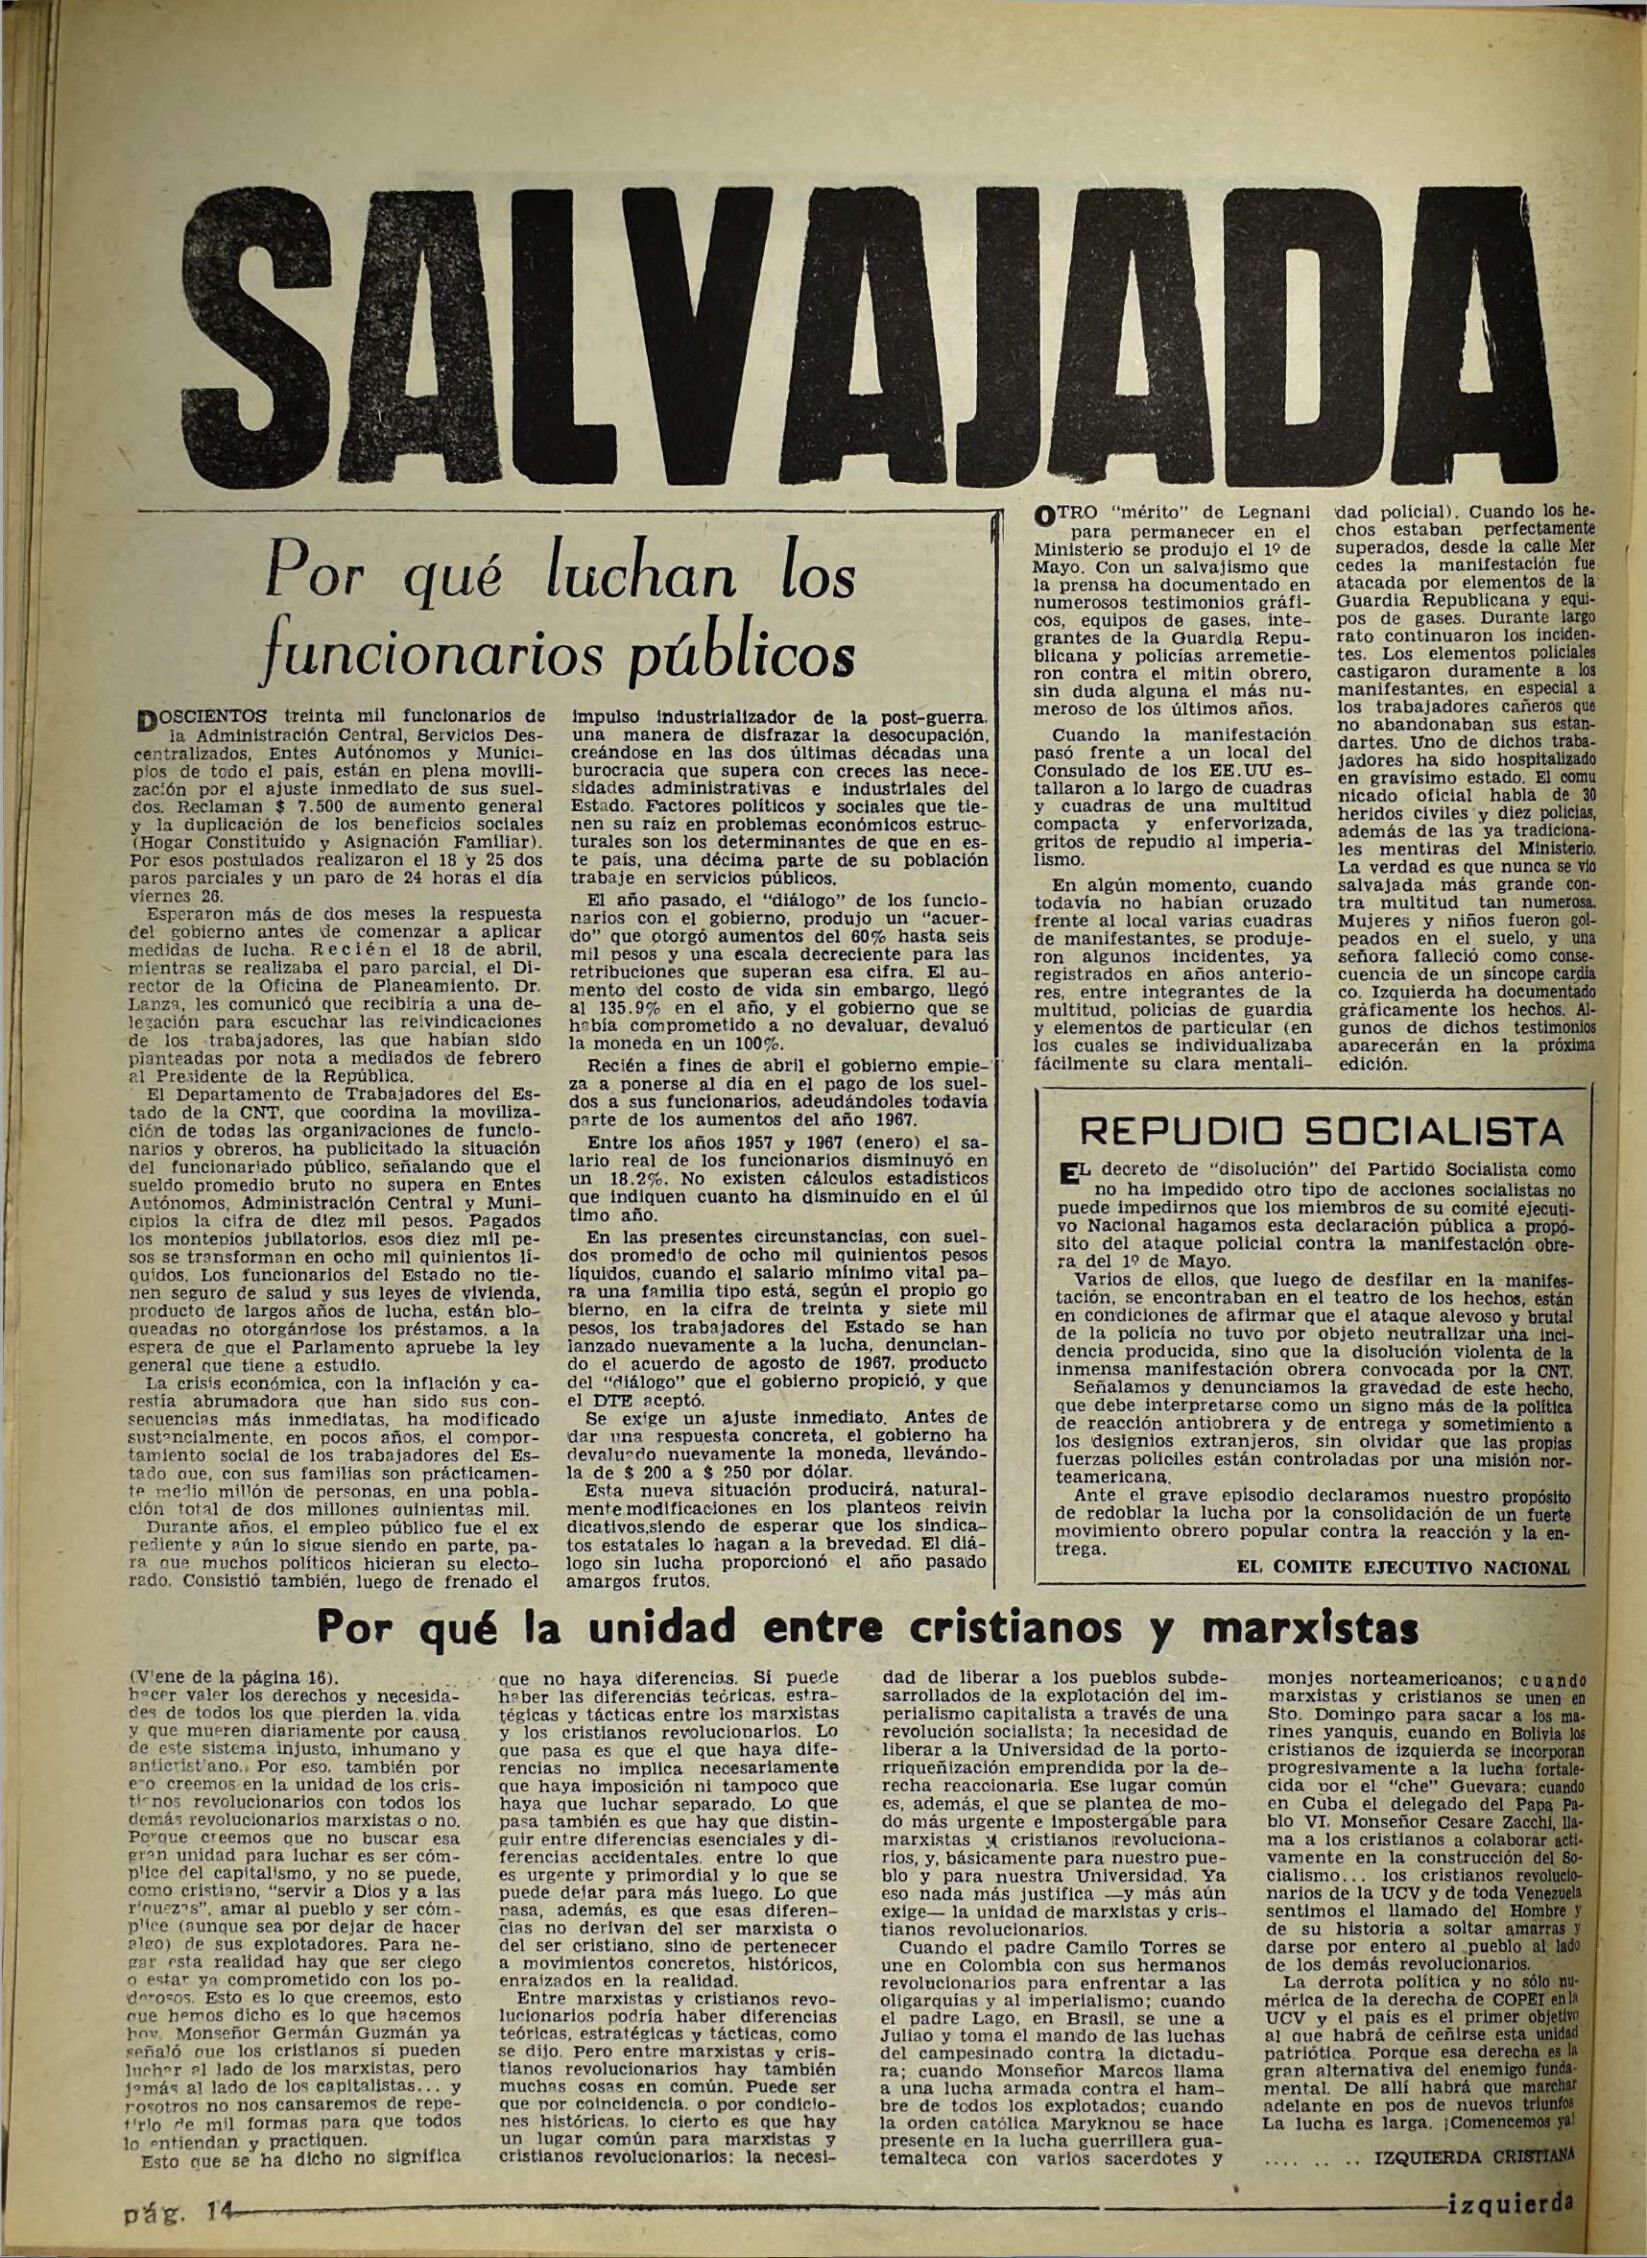 SALVAJADA
Por qué luchan los
funcionarios públicos
DOSCIENTOS treinta mil funcionarios de
la Administración Central, Servicios Des-
centralizados, Entes Autónomos y Munici-
pios de todo el país, están en plena movili-
zación por el ajuste inmediato de sus suel-
dos. Reclaman $ 7.500 de aumento general
y la duplicación de los beneficios sociales
(Hogar Constituido y Asignación Familiar).
Por esos postulados realizaron el 18 y 25 dos
paros parciales y un paro de 24 horas el día
viernes 26.
Esperaron más de dos meses la respuesta
del gobierno antes de comenzar a aplicar
medidas de lucha. Recién el 18 de abril,
mientras se realizaba el paro parcial, el Di-
rector de la Oficina de Planeamiento, Dr.
Lanza, les comunicó que recibiría a una de-
legación para escuchar las reivindicaciones
de los trabajadores, las que habían sido
planteadas por nota a mediados de febrero
al Presidente de la República.
El Departamento de Trabajadores del Es-
tado de la CNT, que coordina la moviliza-
ción de todas las organizaciones de funcio-
narios y obreros, ha publicitado la situación
del funcionariado público, señalando que el
sueldo promedio bruto no supera en Entes
Autónomos, Administración Central y Muni-
cipios la cifra de diez mil pesos. Pagados
los montepíos jubilatorios, esos diez mil pe-
sos se transforman en ocho mil quinientos lí-
quidos. Los funcionarios del Estado no tie-
nen seguro de salud y sus leyes de vivienda,
producto de largos años de lucha, están blo-
queadas no otorgándose los préstamos, a la
espera de que el Parlamento apruebe la ley
general que tiene a estudio.
La crisis económica, con la inflación y ca-
restía abrumadora que han sido sus con-
secuencias más inmediatas, ha modificado
sustancialmente, en pocos años, el compor-
tamiento social de los trabajadores del Es-
tado que, con sus familias son prácticamen-
te medio millón de personas, en una pobla-
ción total de dos millones quinientas mil.
Durante años, el empleo público fue el ex
pediente y aún lo sigue siendo en parte, pa-
ra que muchos políticos hicieran su electo-
rado. Consistió también, luego de frenado el
impulso industrializador de la post-guerra,
una manera de disfrazar la desocupación,
creándose en las dos últimas décadas una
burocracia que supera con creces las nece-
sidades administrativas e industriales del
Estado. Factores políticos y sociales que tie-
nen su raíz en problemas económicos estruc-
turales son los determinantes de que en es-
te país, una décima parte de su población
trabaje en servicios públicos.
El año pasado, el "diálogo" de los funcio-
narios con el gobierno, produjo un "acuer-
do" que otorgó aumentos del 60% hasta seis
mil pesos y una escala decreciente para las
retribuciones que superan esa cifra. El au-
mento del costo de vida sin embargo, llegó
al 135.9% en el año, y el gobierno que se
había comprometido a no devaluar, devaluó
la moneda en un 100%.
Recién a fines de abril el gobierno empie-
za a ponerse al día en el pago de los suel-
dos a sus funcionarios, adeudándoles todavía
parte de los aumentos del año 1967.
Entre los años 1957 y 1967 (enero) el sa-
lario real de los funcionarios disminuyó en
un 18.2%. No existen cálculos estadísticos
que indiquen cuanto ha disminuido en el úl
timo año.
En las presentes circunstancias, con suel-
dos promedio de ocho mil quinientos pesos
líquidos, cuando el salario mínimo vital pa-
ra una familia tipo está, según el propio go
bierno, en la cifra de treinta y siete mil
pesos, los trabajadores del Estado se han
lanzado nuevamente a la lucha, denuncian-
do el acuerdo de agosto de 1967, producto
del "diálogo" que el gobierno propició, y que
el DTE aceptó.
Se exige un ajuste inmediato. Antes de
dar una respuesta concreta, el gobierno ha
devaluado nuevamente la moneda, llevándo-
la de $ 200 a $ 250 por dólar.
Esta nueva situación producirá, natural-
mente modificaciones en los planteos reivin
dicativos,siendo de esperar que los sindica-
tos estatales lo hagan a la brevedad. El diá-
logo sin lucha proporcionó el año pasado
amargos frutos.
OTRO "mérito" de Legnani
para permanecer en el
Ministerio se produjo el 1º de
Mayo. Con un salvajismo que
la prensa ha documentado en
numerosos testimonios gráfi-
cos, equipos de gases, inte-
grantes de la Guardia Repu-
blicana y policías arremetie-
ron contra el mitin obrero,
sin duda alguna el más nu-
meroso de los últimos años.
Cuando la manifestación
pasó frente a un local del
Consulado de los EE.UU es-
tallaron a lo largo de cuadras
y cuadras de una multitud
compacta y enfervorizada,
gritos de repudio al imperia-
lismo.
En algún momento, cuando
todavía no habían cruzado
frente al local varias cuadras
de manifestantes, se produje-
ron algunos incidentes, ya
registrados en años anterio-
res, entre integrantes de la
multitud, policías de guardia
y elementos de particular (en
los cuales se individualizaba
fácilmente su clara mentali-
dad policial). Cuando los he-
chos estaban perfectamente
superados, desde la calle Mer
cedes la manifestación fue
atacada por elementos de la
Guardia Republicana y equi-
pos de gases. Durante largo
rato continuaron los inciden-
tes. Los elementos policiales
castigaron duramente a los
manifestantes, en especial a
los trabajadores cañeros que
no abandonaban sus estan-
dartes. Uno de dichos traba-
jadores ha sido hospitalizado
en gravísimo estado. El comu
nicado oficial habla de 30
heridos civiles y diez policías,
además de las ya tradiciona-
les mentiras del Ministerio.
La verdad es que nunca se vio
salvajada más grande con-
tra multitud tan numerosa.
Mujeres y niños fueron gol-
peados en el suelo, y una
señora falleció como conse-
cuencia de un síncope cardia
co. Izquierda ha documentado
gráficamente los hechos. Al-
gunos de dichos testimonios
aparecerán en la próxima
edición.
REPUDIO SOCIALISTA
EL decreto de "disolución" del Partido Socialista como
no ha impedido otro tipo de acciones socialistas no
puede impedirnos que los miembros de su comité ejecuti-
vo Nacional hagamos esta declaración pública a propó-
sito del ataque policial contra la manifestación obre-
ra del 1º de Mayo.
Varios de ellos, que luego de desfilar en la manifes-
tación, se encontraban en el teatro de los hechos, están
en condiciones de afirmar que el ataque alevoso y brutal
de la policía no tuvo por objeto neutralizar una inci-
dencia producida, sino que la disolución violenta de la
inmensa manifestación obrera convocada por la CNT.
Señalamos y denunciamos la gravedad de este hecho,
que debe interpretarse como un signo más de la política
de reacción antiobrera y de entrega y sometimiento a
los designios extranjeros, sin olvidar que las propias
fuerzas policiles están controladas por una misión nor-
teamericana.
Ante el grave episodio declaramos nuestro propósito
de redoblar la lucha por la consolidación de un fuerte
movimiento obrero popular contra la reacción y la en-
trega.
EL COMITE EJECUTIVO NACIONAL
Por qué la unidad entre cristianos y marxistas
(Viene de la página 16).
hacer valer los derechos y necesida-
des de todos los que pierden la vida
y que mueren diariamente por causa
de este sistema injusto, inhumano y
anticristiano. Por eso, también por
eso creemos en la unidad de los cris-
tianos revolucionarios con todos los
demás revolucionarios marxistas o no.
Porque creemos que no buscar esa
gran unidad para luchar es ser cóm-
plice del capitalismo, y no se puede,
como cristiano, "servir a Dios y a las
riquezas", amar al pueblo y ser cóm-
plice (aunque sea por dejar de hacer
algo) de sus explotadores. Para ne-
gar esta realidad hay que ser ciego
o estar ya comprometido con los po-
derosos. Esto es lo que creemos, esto
que hemos dicho es lo que hacemos
hoy. Monseñor Germán Guzmán ya
señaló que los cristianos sí pueden
luchar al lado de los marxistas, pero
jamás al lado de los capitalistas... y
nosotros no nos cansaremos de repe-
tirlo de mil formas para que todos
lo entiendan y practiquen.
Esto que se ha dicho no significa
que no haya diferencias. Sí puede
haber las diferencias teóricas, estra-
tégicas y tácticas entre los marxistas
y los cristianos revolucionarios. Lo
que pasa es que el que haya dife-
rencias no implica necesariamente
que haya imposición ni tampoco que
haya que luchar separado. Lo que
pasa también es que hay que distin-
guir entre diferencias esenciales y di-
ferencias accidentales, entre lo que
es urgente y primordial y lo que se
puede dejar para más luego. Lo que
pasa, además, es que esas diferen-
cias no derivan del ser marxista o
del ser cristiano, sino de pertenecer
a movimientos concretos, históricos,
enraizados en la realidad.
Entre marxistas y cristianos revo-
lucionarios podría haber diferencias
teóricas, estratégicas y tácticas, como
se dijo. Pero entre marxistas y cris-
tianos revolucionarios hay también
muchas cosas en común. Puede ser
que por coincidencia, o por condicio-
nes históricas, lo cierto es que hay
un lugar común para marxistas y
cristianos revolucionarios: la necesi-
dad de liberar a los pueblos subde-
sarrollados de la explotación del im-
perialismo capitalista a través de una
revolución socialista; la necesidad de
liberar a la Universidad de la porto-
rriqueñización emprendida por la de-
recha reaccionaria. Ese lugar común
es, además, el que se plantea de mo-
do más urgente e impostergable para
marxistas y cristianos revoluciona-
rios, y, básicamente para nuestro pue-
blo y para nuestra Universidad. Ya
eso nada más justifica —y más aún
exige— la unidad de marxistas y cris-
tianos revolucionarios.
Cuando el padre Camilo Torres se
une en Colombia con sus hermanos
revolucionarios para enfrentar a las
oligarquías y al imperialismo; cuando
el padre Lago, en Brasil, se une a
Juliao y toma el mando de las luchas
del campesinado contra la dictadu-
ra; cuando Monseñor Marcos llama
a una lucha armada contra el ham-
bre de todos los explotados; cuando
la orden católica Maryknou se hace
presente en la lucha guerrillera gua-
temalteca con varios sacerdotes y
monjes norteamericanos; cuando
marxistas y cristianos se unen en
Sto. Domingo para sacar a los ma-
rines yanquis, cuando en Bolivia los
cristianos de izquierda se incorporan
progresivamente a la lucha fortale-
cida por el "che" Guevara; cuando
en Cuba el delegado del Papa Pa-
blo VI, Monseñor Cesare Zacchi, lla-
ma a los cristianos a colaborar acti-
vamente en la construcción del So-
cialismo... los cristianos revolucio-
narios de la UCV y de toda Venezuela
sentimos el llamado del Hombre y
de su historia a soltar amarras y
darse por entero al pueblo al lado
de los demás revolucionarios.
La derrota política y no sólo nu-
mérica de la derecha de COPEI en la
UCV y el país es el primer objetivo
al que habrá de ceñirse esta unidad
patriótica. Porque esa derecha es la
gran alternativa del enemigo funda-
mental. De allí habrá que marchar
adelante en pos de nuevos triunfos
La lucha es larga. ¡Comencemos ya!
.... .. .. IZQUIERDA CRISTIANA
pág. 14
izquierda